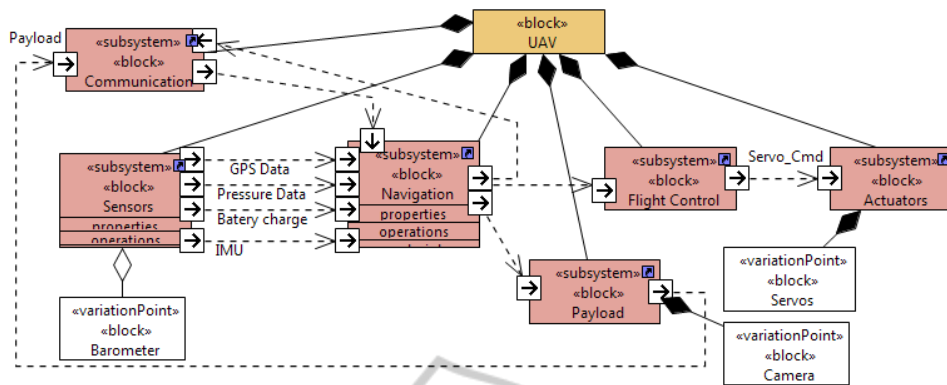 «block»
UAV
Payload
«subsystem»
«block»
Communication
«subsystem»
«block»
Sensors
properties
operations
GPS Data
Pressure Data
Batery charge
IMU
«subsystem»
«block»
Navigation
properties
operations
«subsystem»
«block»
Flight Control
Servo_Cmd
«subsystem»
«block»
Actuators
«variationPoint»
«block»
Barometer
«subsystem»
«block»
Payload
«variationPoint»
«block»
Servos
«variationPoint»
«block»
Camera